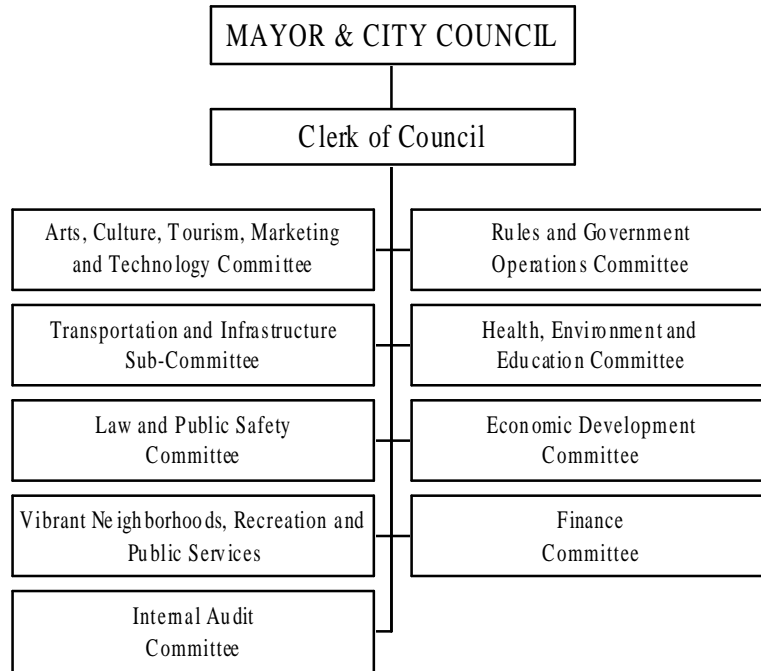 MAYOR & CITY COUNCIL
Clerk of Council
Arts, Culture, Tourism, Marketing
and Technology Committee
Rules and Government
Operations Committee
Transportation and Infrastructure
Sub-Committee
Health, Environment and
Education Committee
Law and Public Safety
Committee
Economic Development
Committee
Vibrant Neighborhoods, Recreation and
Public Services
Finance
Committee
Internal Audit
Committee